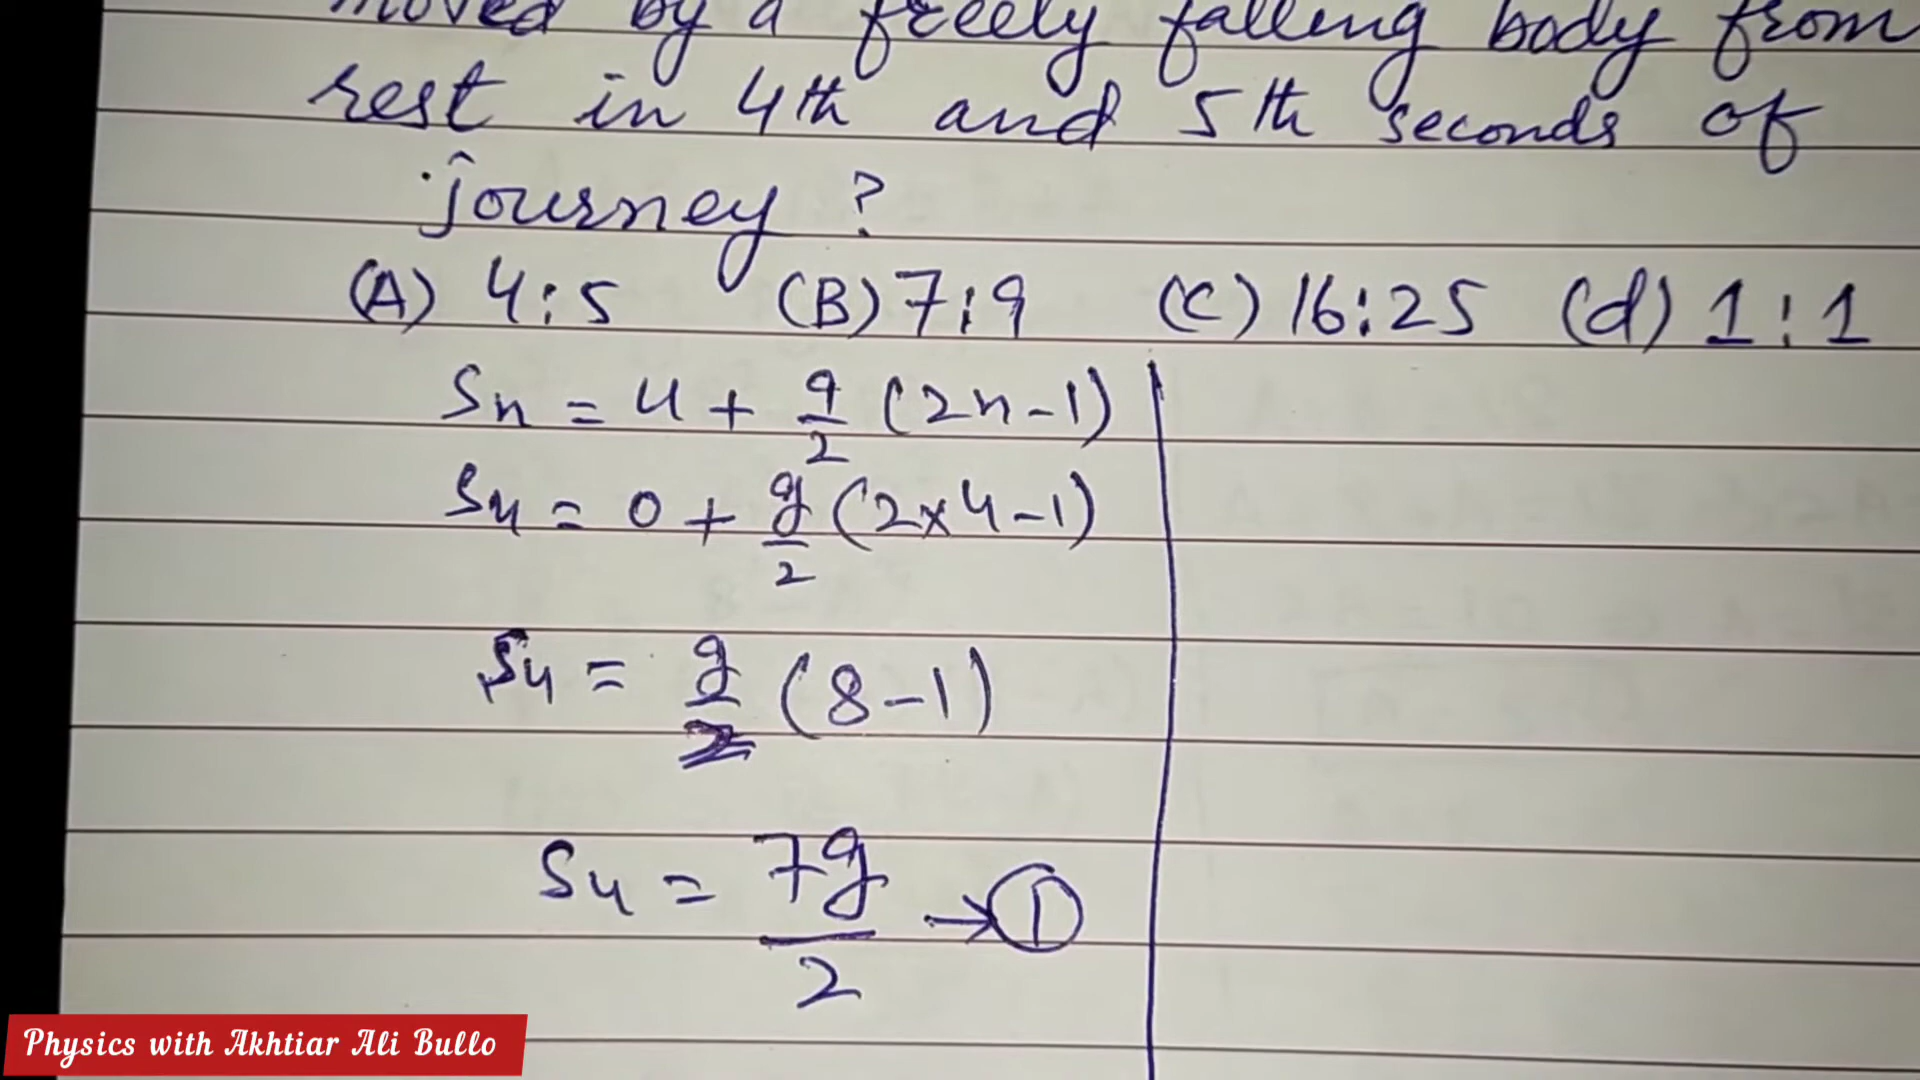 moved by a freely falling body from
rest in 4th and 5th seconds of
journey ?
(A) 4:5 (B) 7:9 (C) 16:25 (d) 1:1
Sn = u + a/2 (2n-1)
S4 = 0 + g/2 (2×4-1)
S4 = g/2 (8-1)
S4 = 7g/2 → ①
Physics with Akhtiar Ali Bullo